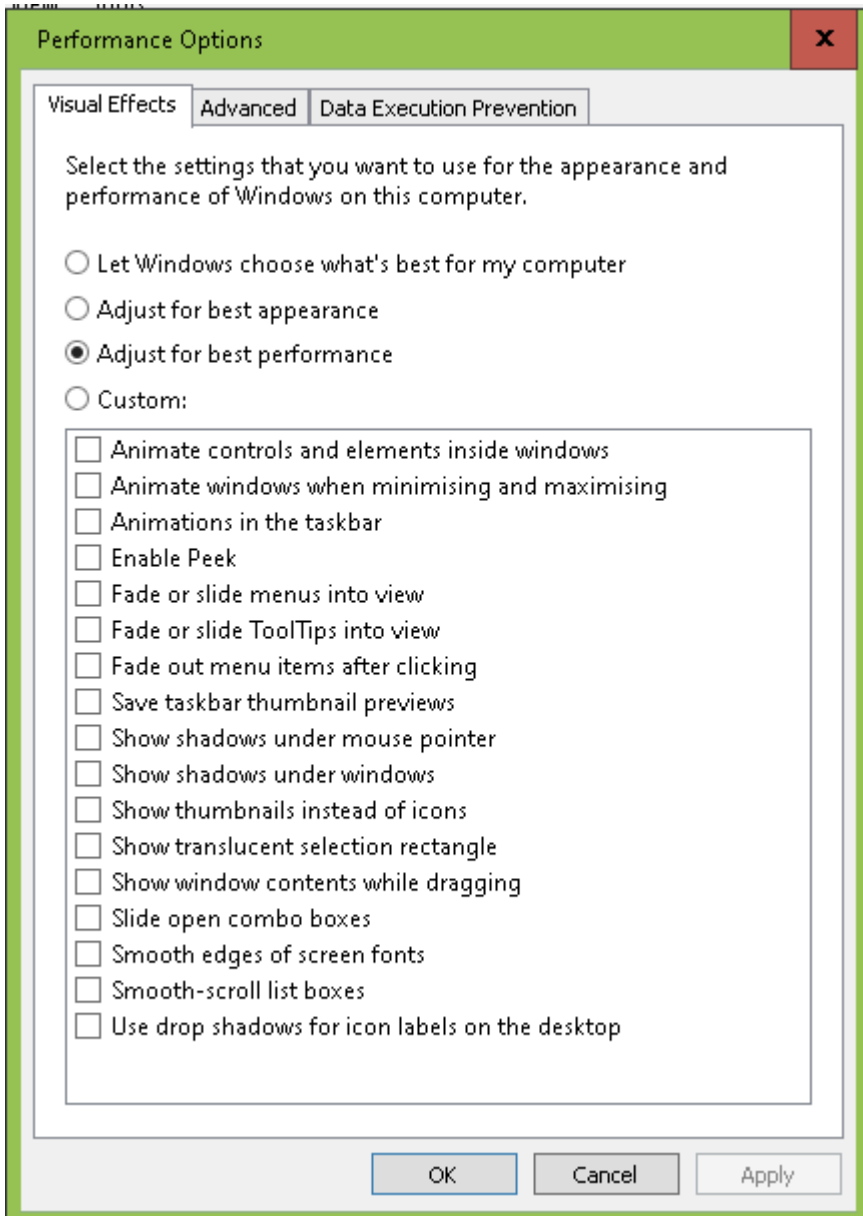 Performance Options
x
Visual Effects
Advanced
Data Execution Prevention
Select the settings that you want to use for the appearance and
performance of Windows on this computer.
Let Windows choose what's best for my computer
Adjust for best appearance
Adjust for best performance
Custom:
Animate controls and elements inside windows
Animate windows when minimising and maximising
Animations in the taskbar
Enable Peek
Fade or slide menus into view
Fade or slide ToolTips into view
Fade out menu items after clicking
Save taskbar thumbnail previews
Show shadows under mouse pointer
Show shadows under windows
Show thumbnails instead of icons
Show translucent selection rectangle
Show window contents while dragging
Slide open combo boxes
Smooth edges of screen fonts
Smooth-scroll list boxes
Use drop shadows for icon labels on the desktop
OK
Cancel
Apply